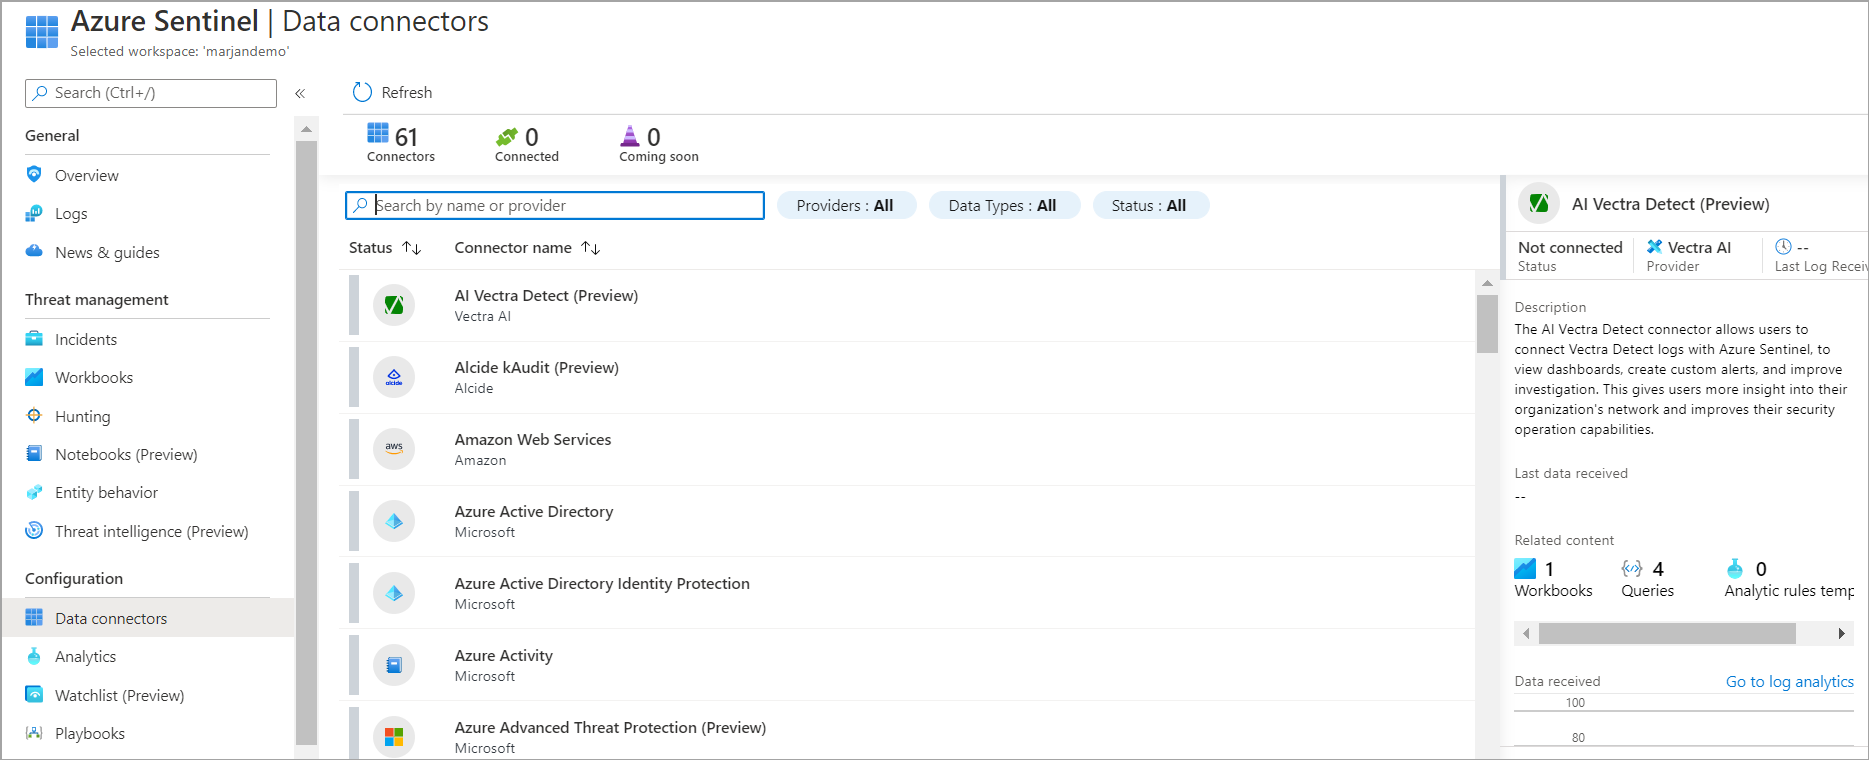 Azure Sentinel | Data connectors
Selected workspace: 'marjandemo'
Search (Ctrl+/)
«
General
Overview
Logs
News & guides
Threat management
Incidents
Workbooks
Hunting
Notebooks (Preview)
Entity behavior
Threat intelligence (Preview)
Configuration
Data connectors
Analytics
Watchlist (Preview)
Playbooks
Refresh
61
Connectors
0
Connected
0
Coming soon
Search by name or provider
Providers : All
Data Types : All
Status : All
Status ↑↓ Connector name ↑↓
AI Vectra Detect (Preview)
Vectra AI
alcide
Alcide kAudit (Preview)
Alcide
aws
Amazon Web Services
Amazon
Azure Active Directory
Microsoft
Azure Active Directory Identity Protection
Microsoft
Azure Activity
Microsoft
Azure Advanced Threat Protection (Preview)
Microsoft
AI Vectra Detect (Preview)
Not connected
Status
Vectra AI
Provider
--
Last Log Receiv
Description
The AI Vectra Detect connector allows users to
connect Vectra Detect logs with Azure Sentinel, to
view dashboards, create custom alerts, and improve
investigation. This gives users more insight into their
organization's network and improves their security
operation capabilities.
Last data received
--
Related content
1
Workbooks
4
Queries
0
Analytic rules temp
Data received
Go to log analytics
100
80